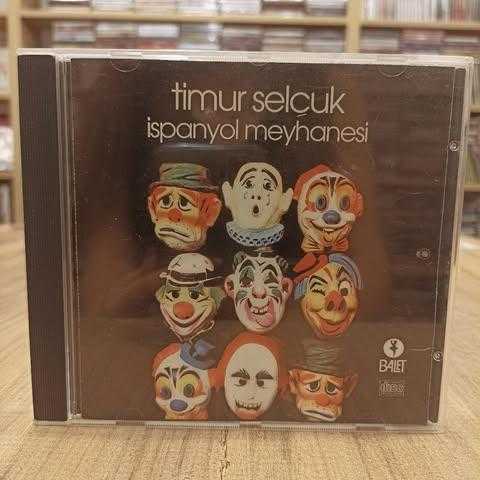 timur selçuk
ispanyol meyhanesi
BALET
disc